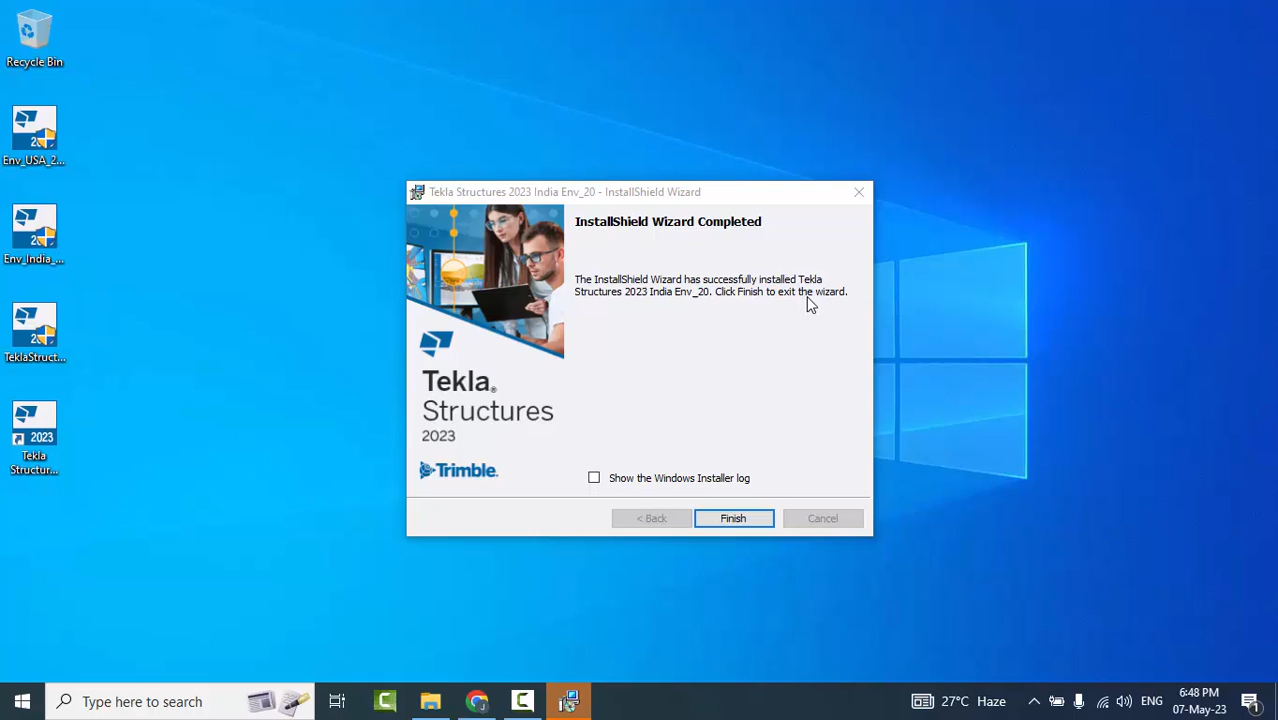 Recycle Bin
Env_USA_2...
Env_India_...
TeklaStruct...
2023
Tekla
Structur...
Tekla Structures 2023 India Env_20 - InstallShield Wizard
InstallShield Wizard Completed
The InstallShield Wizard has successfully installed Tekla
Structures 2023 India Env_20. Click Finish to exit the wizard.
Tekla®
Structures
2023
Trimble.
Show the Windows Installer log
< Back
Finish
Cancel
Type here to search
27°C Haze
ENG
6:48 PM
07-May-23
1